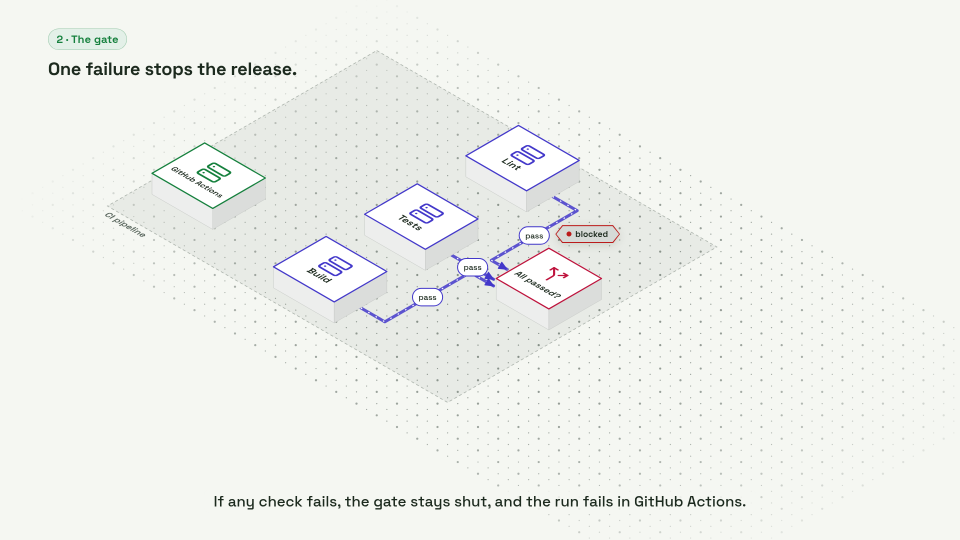 2 · The gate
One failure stops the release.
Lint
GitHub Actions
Tests
CI pipeline
pass
blocked
pass
Build
All passed?
pass
If any check fails, the gate stays shut, and the run fails in GitHub Actions.